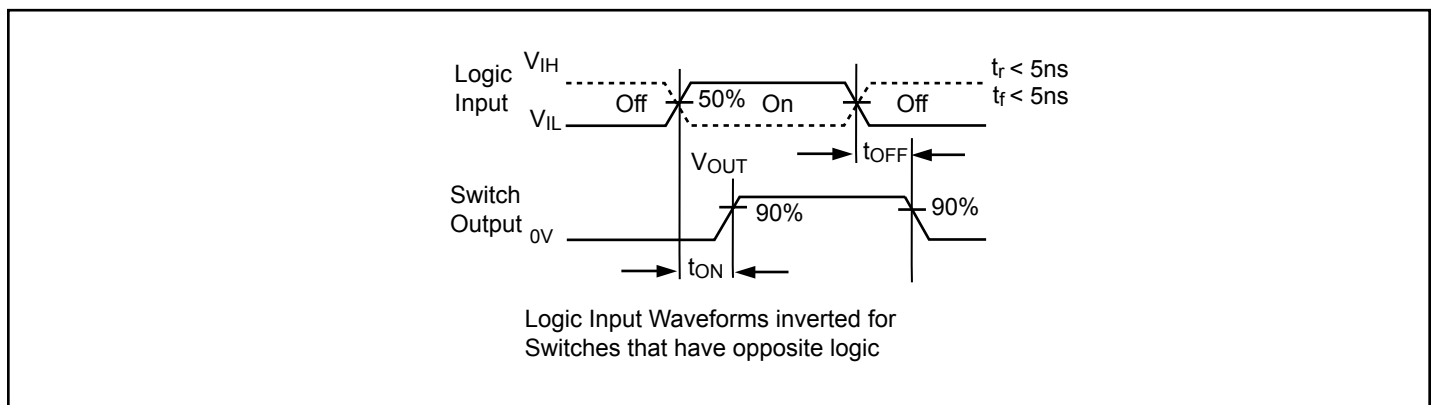 Logic Input
VIH
VIL
Off
50%
On
Off
tr < 5ns
tf < 5ns
tOFF
VOUT
Switch Output
0V
90%
90%
tON
Logic Input Waveforms inverted for
Switches that have opposite logic